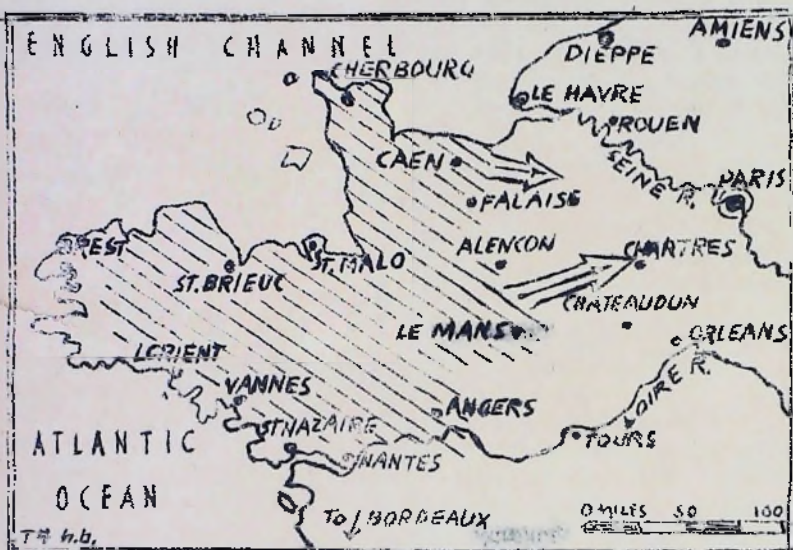 ENGLISH CHANNEL
AMIENS
DIEPPE
CHERBOURG
LE HAVRE
ROUEN
SEINE R.
CAEN
PARIS
FALAISE
ALENCON
CHARTRES
BREST
ST. BRIEUC
ST. MALO
CHATEAUDUN
LE MANS
ORLEANS
LORIENT
LOIRE R.
VANNES
ANGERS
ST NAZAIRE
TOURS
NANTES
ATLANTIC
OCEAN
TO BORDEAUX
0 MILES 50 100
h.b.